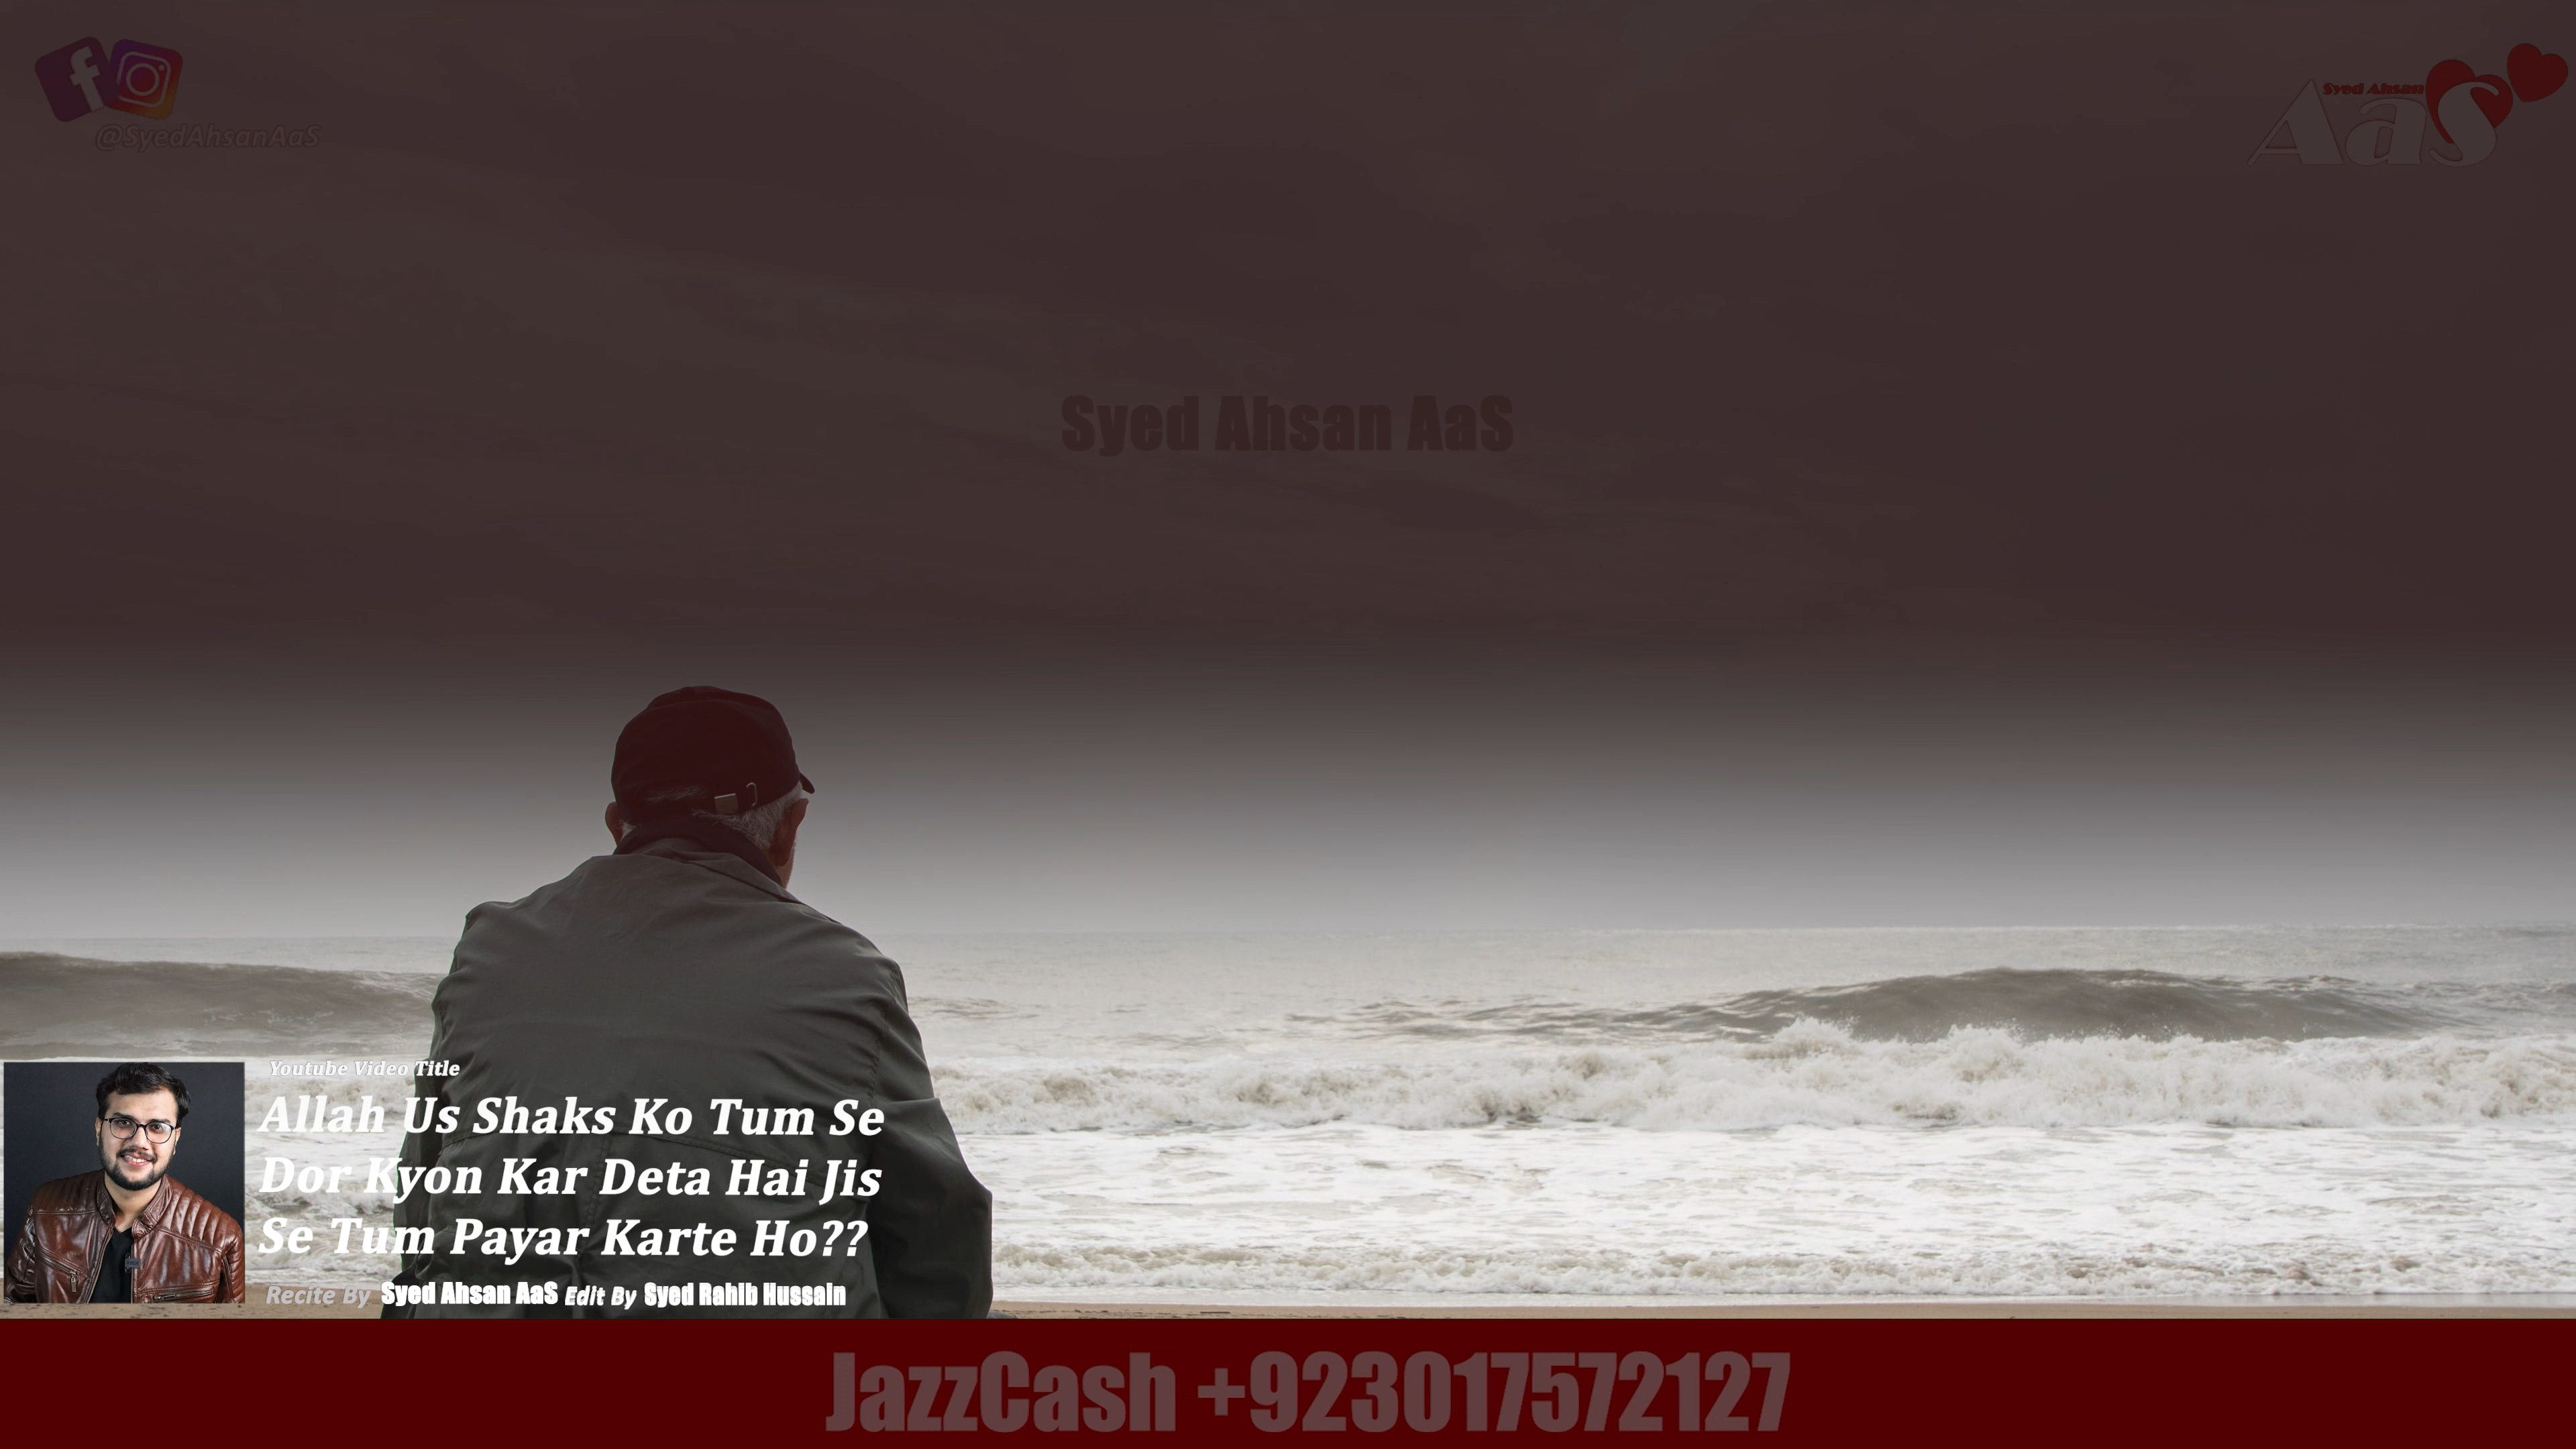 @SyedAhsanAaS
Syed Ahsan
AaS
Syed Ahsan AaS
Youtube Video Title
Allah Us Shaks Ko Tum Se
Dor Kyon Kar Deta Hai Jis
Se Tum Payar Karte Ho??
Recite By Syed Ahsan AaS Edit By Syed Rahib Hussain
JazzCash +923017572127